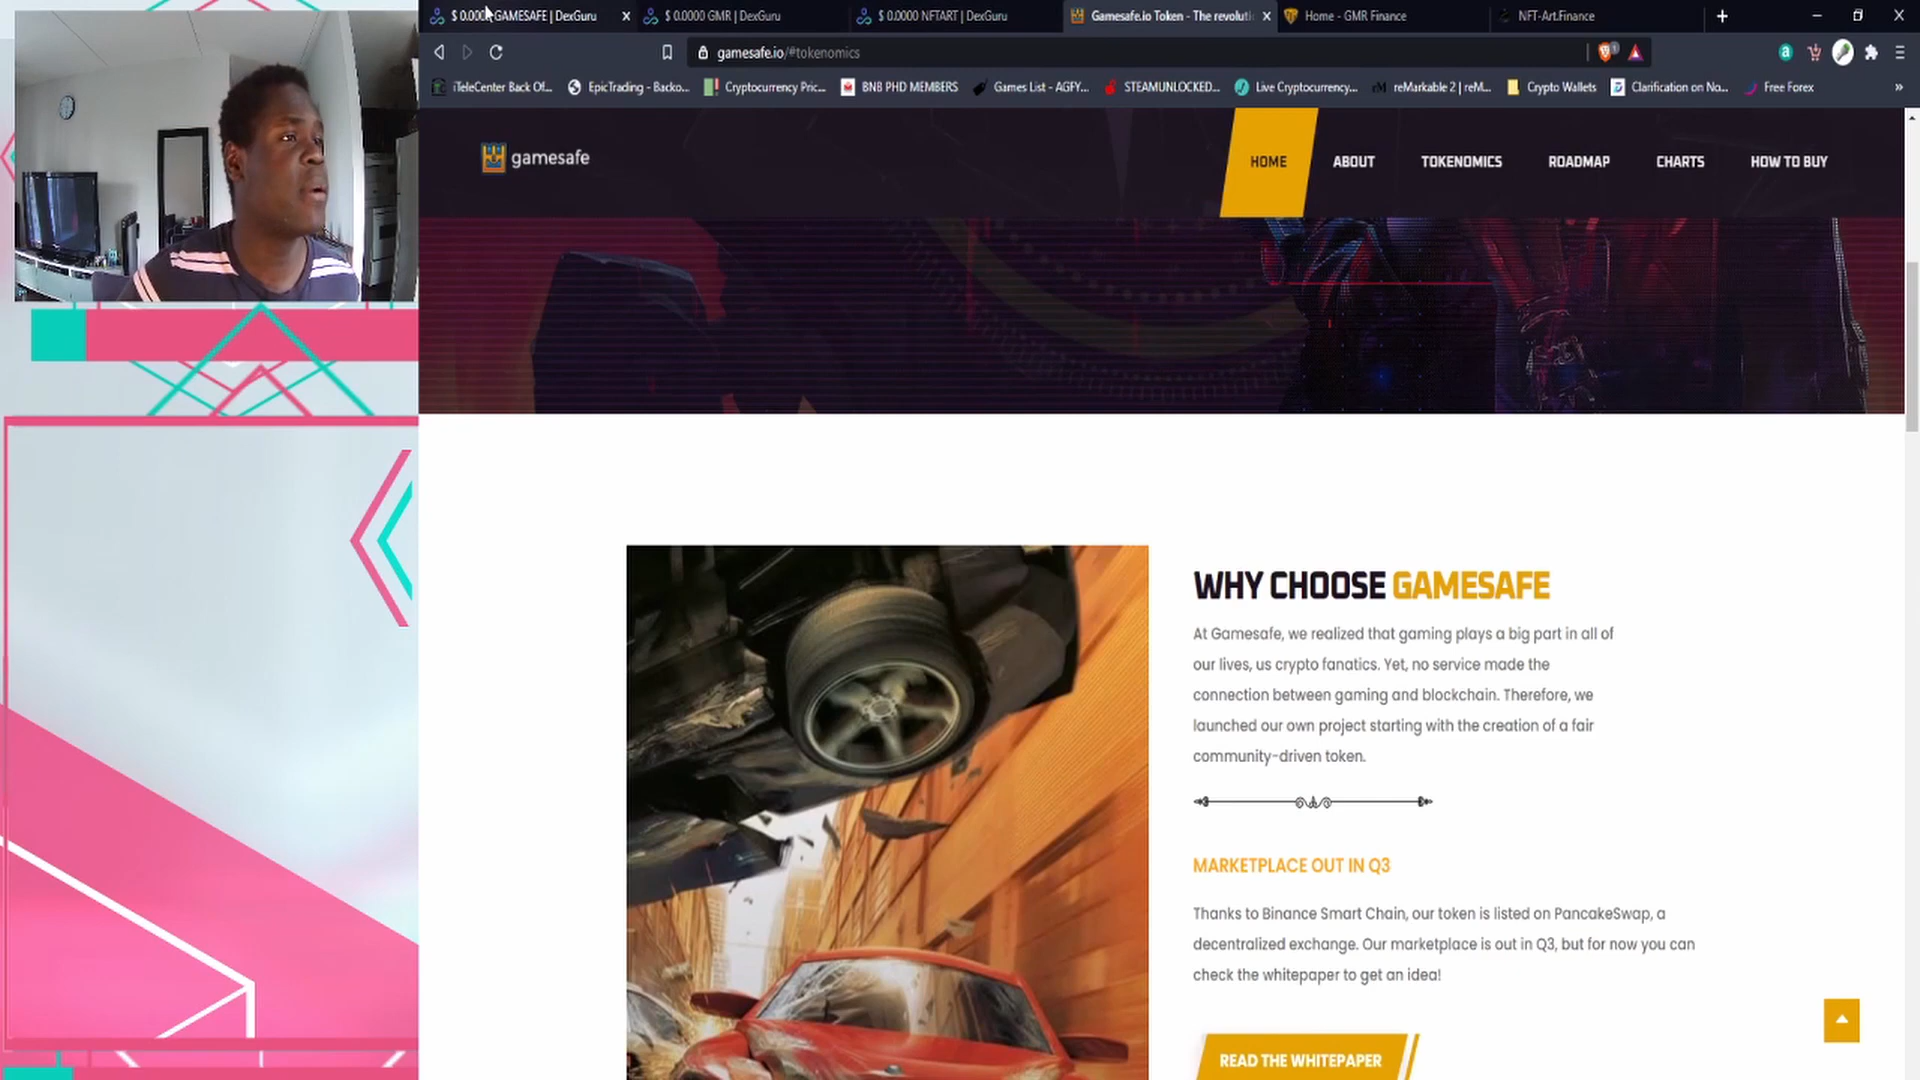 $ 0.000 GAMESAFE | DexGuru
$ 0.0000 GMR | DexGuru
$ 0.0000 NFTART | DexGuru
Gamesafe.io Token - The revoluti
Home - GMR Finance
NFT-Art.Finance
gamesafe.io/#tokenomics
iTeleCenter Back Of...
EpicTrading - Backo...
Cryptocurrency Pric...
BNB PHD MEMBERS
Games List - AGFY...
STEAMUNLOCKED...
Live Cryptocurrency...
reMarkable 2 | reM...
Crypto Wallets
Clarification on No...
Free Forex
gamesafe
HOME
ABOUT
TOKENOMICS
ROADMAP
CHARTS
HOW TO BUY
WHY CHOOSE GAMESAFE
At Gamesafe, we realized that gaming plays a big part in all of
our lives, us crypto fanatics. Yet, no service made the
connection between gaming and blockchain. Therefore, we
launched our own project starting with the creation of a fair
community-driven token.
MARKETPLACE OUT IN Q3
Thanks to Binance Smart Chain, our token is listed on PancakeSwap, a
decentralized exchange. Our marketplace is out in Q3, but for now you can
check the whitepaper to get an idea!
READ THE WHITEPAPER